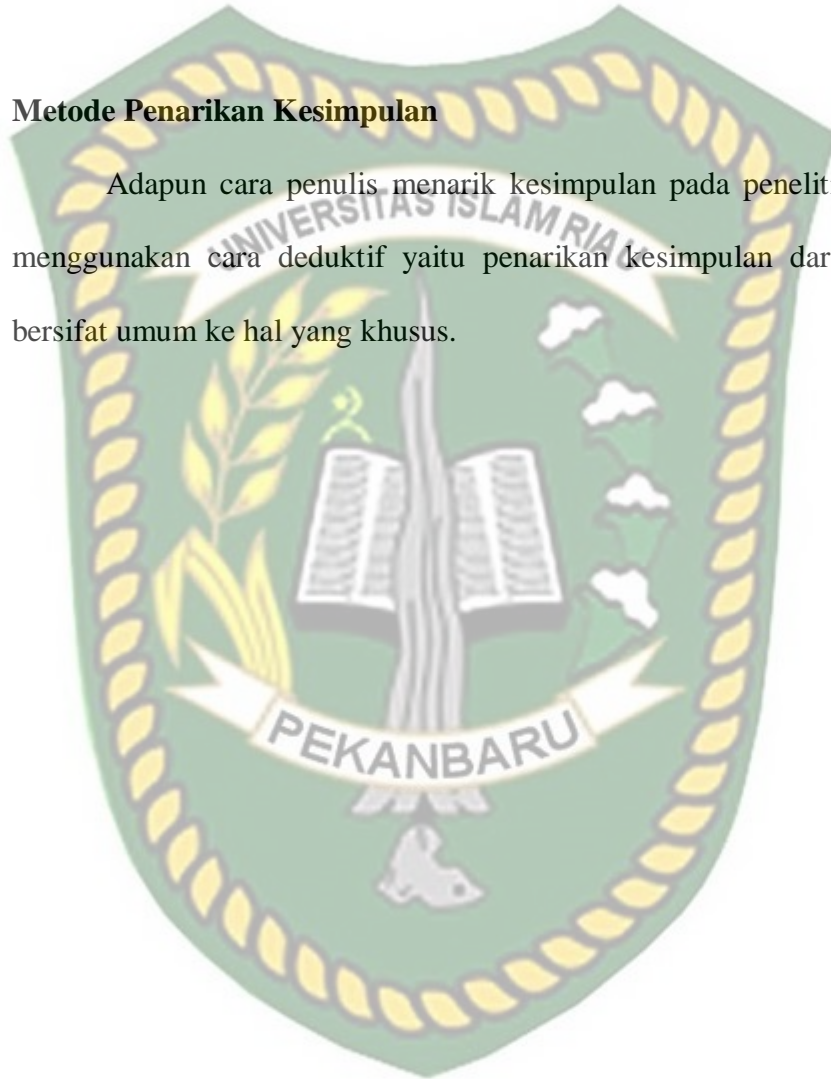 Metode Penarikan Kesimpulan
Adapun cara penulis menarik kesimpulan pada penelit
menggunakan cara deduktif yaitu penarikan kesimpulan dar
bersifat umum ke hal yang khusus.
UNIVERSITAS ISLAM RIAU
PEKANBARU